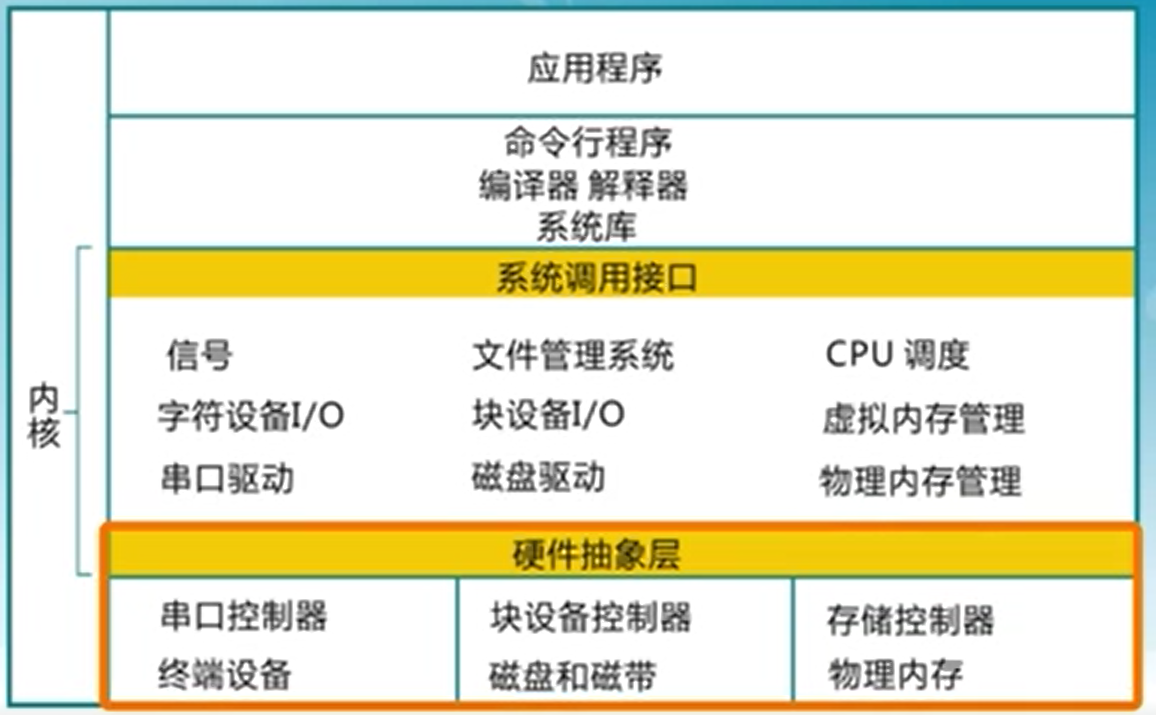 应用程序
命令行程序
编译器 解释器
系统库
系统调用接口
信号 文件管理系统 CPU 调度
字符设备I/O 块设备I/O 虚拟内存管理
串口驱动 磁盘驱动 物理内存管理
内核
硬件抽象层
串口控制器 块设备控制器 存储控制器
终端设备 磁盘和磁带 物理内存